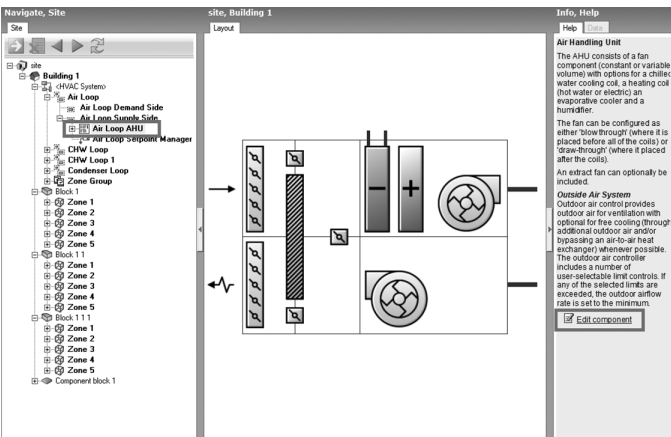 Navigate, Site
Site
site
Building 1
<HVAC System>
Air Loop
Air Loop Demand Side
Air Loop Supply Side
Air Loop AHU
Air Loop Setpoint Manager
CHW Loop
CHW Loop 1
Condenser Loop
Zone Group
Block 1
Zone 1
Zone 2
Zone 3
Zone 4
Zone 5
Block 1 1
Zone 1
Zone 2
Zone 3
Zone 4
Zone 5
Block 1 1 1
Zone 1
Zone 2
Zone 3
Zone 4
Zone 5
Component block 1
site, Building 1
Layout
Info, Help
Help Data
Air Handling Unit
The AHU consists of a fan
component (constant or variable
volume) with options for a chilled
water cooling coil, a heating coil
(hot water or electric) an
evaporative cooler and a
humidifier.
The fan can be configured as
either 'blow through' (where it is
placed before all of the coils) or
'draw-through' (where it placed
after the coils).
An extract fan can optionally be
included.
Outside Air System
Outdoor air control provides
outdoor air for ventilation with
optional for free cooling (through
additional outdoor air and/or
bypassing an air-to-air heat
exchanger) whenever possible.
The outdoor air controller
includes a number of
user-selectable limit controls. If
any of the selected limits are
exceeded, the outdoor airflow
rate is set to the minimum.
Edit component